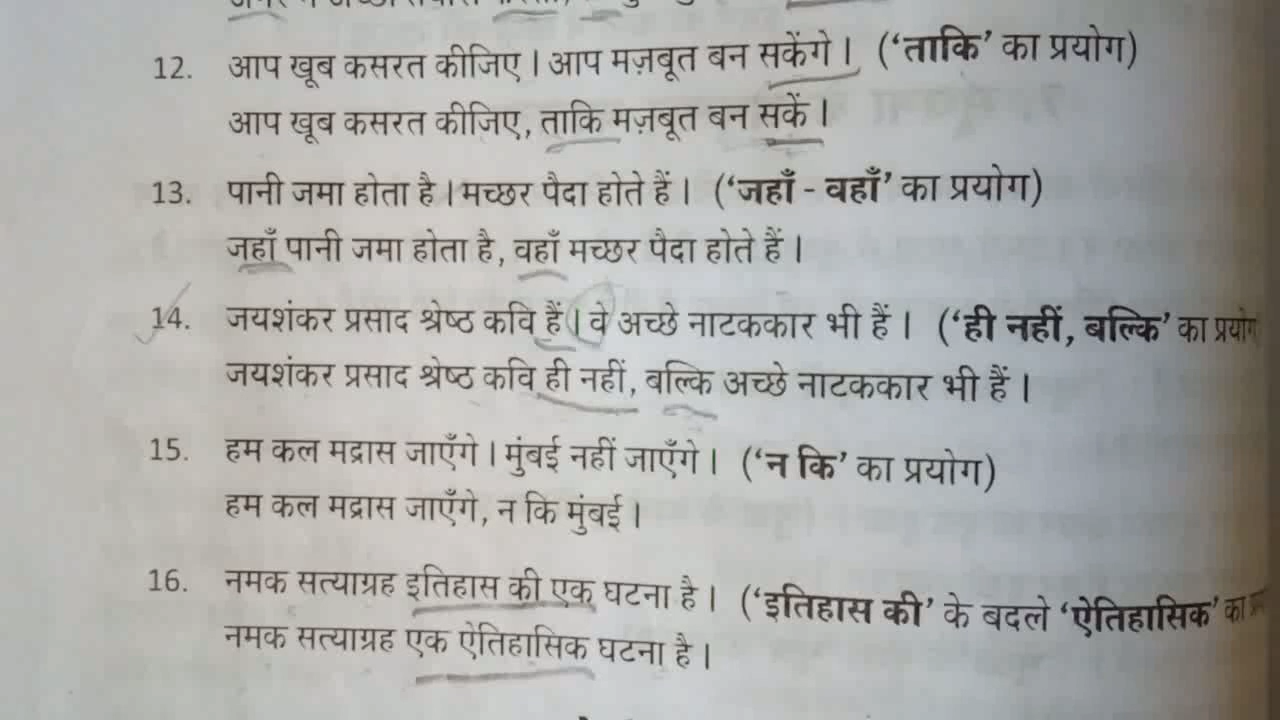 12. आप खूब कसरत कीजिए । आप मज़बूत बन सकेंगे । ('ताकि' का प्रयोग)
आप खूब कसरत कीजिए, ताकि मज़बूत बन सकें ।
13. पानी जमा होता है । मच्छर पैदा होते हैं । ('जहाँ - वहाँ' का प्रयोग)
जहाँ पानी जमा होता है, वहाँ मच्छर पैदा होते हैं ।
14. जयशंकर प्रसाद श्रेष्ठ कवि हैं । वे अच्छे नाटककार भी हैं । ('ही नहीं, बल्कि' का प्रयोग
जयशंकर प्रसाद श्रेष्ठ कवि ही नहीं, बल्कि अच्छे नाटककार भी हैं ।
15. हम कल मद्रास जाएँगे । मुंबई नहीं जाएँगे । ('न कि' का प्रयोग)
हम कल मद्रास जाएँगे, न कि मुंबई ।
16. नमक सत्याग्रह इतिहास की एक घटना है । ('इतिहास की' के बदले 'ऐतिहासिक' का
नमक सत्याग्रह एक ऐतिहासिक घटना है ।